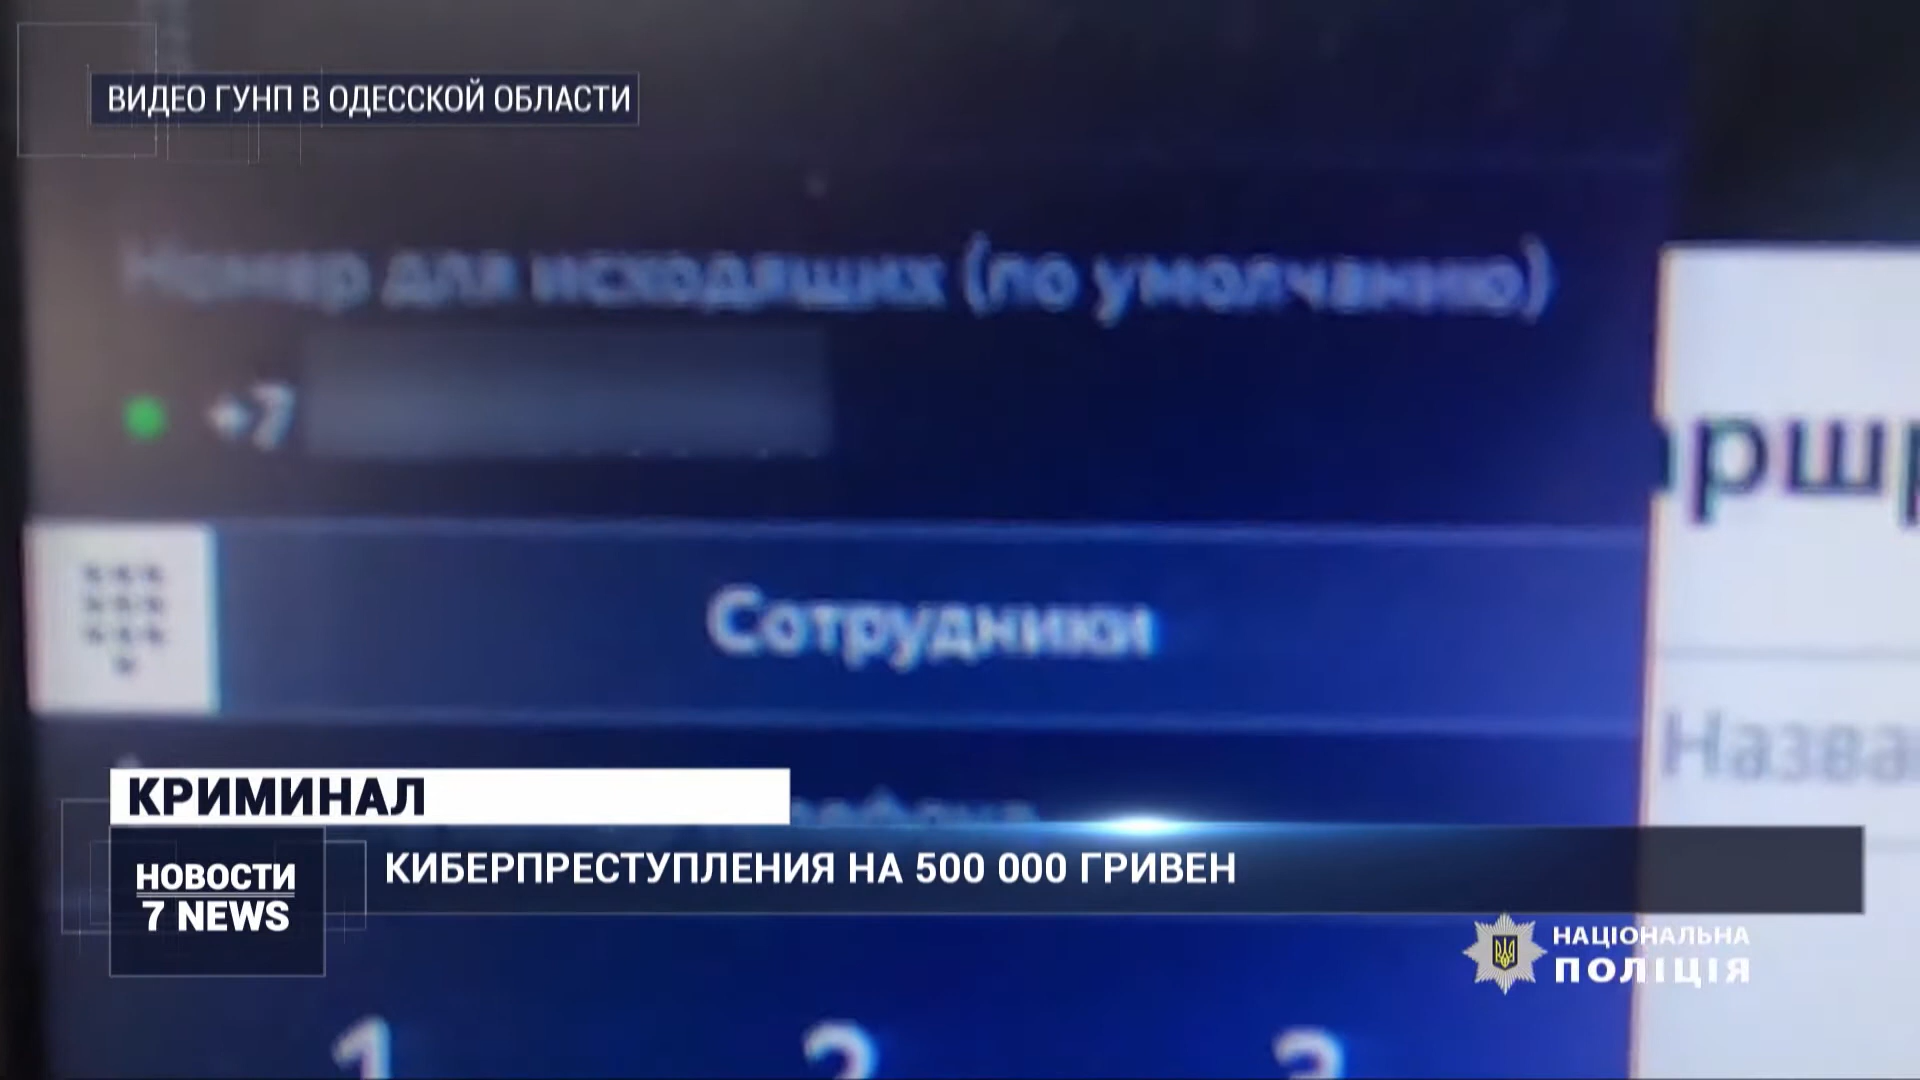 ВИДЕО ГУНП В ОДЕССКОЙ ОБЛАСТИ
Номер для исходящих (по умолчанию)
+7
Сотрудники
КРИМИНАЛ
НОВОСТИ
7 NEWS
КИБЕРПРЕСТУПЛЕНИЯ НА 500 000 ГРИВЕН
НАЦІОНАЛЬНА
ПОЛІЦІЯ
1 2 3